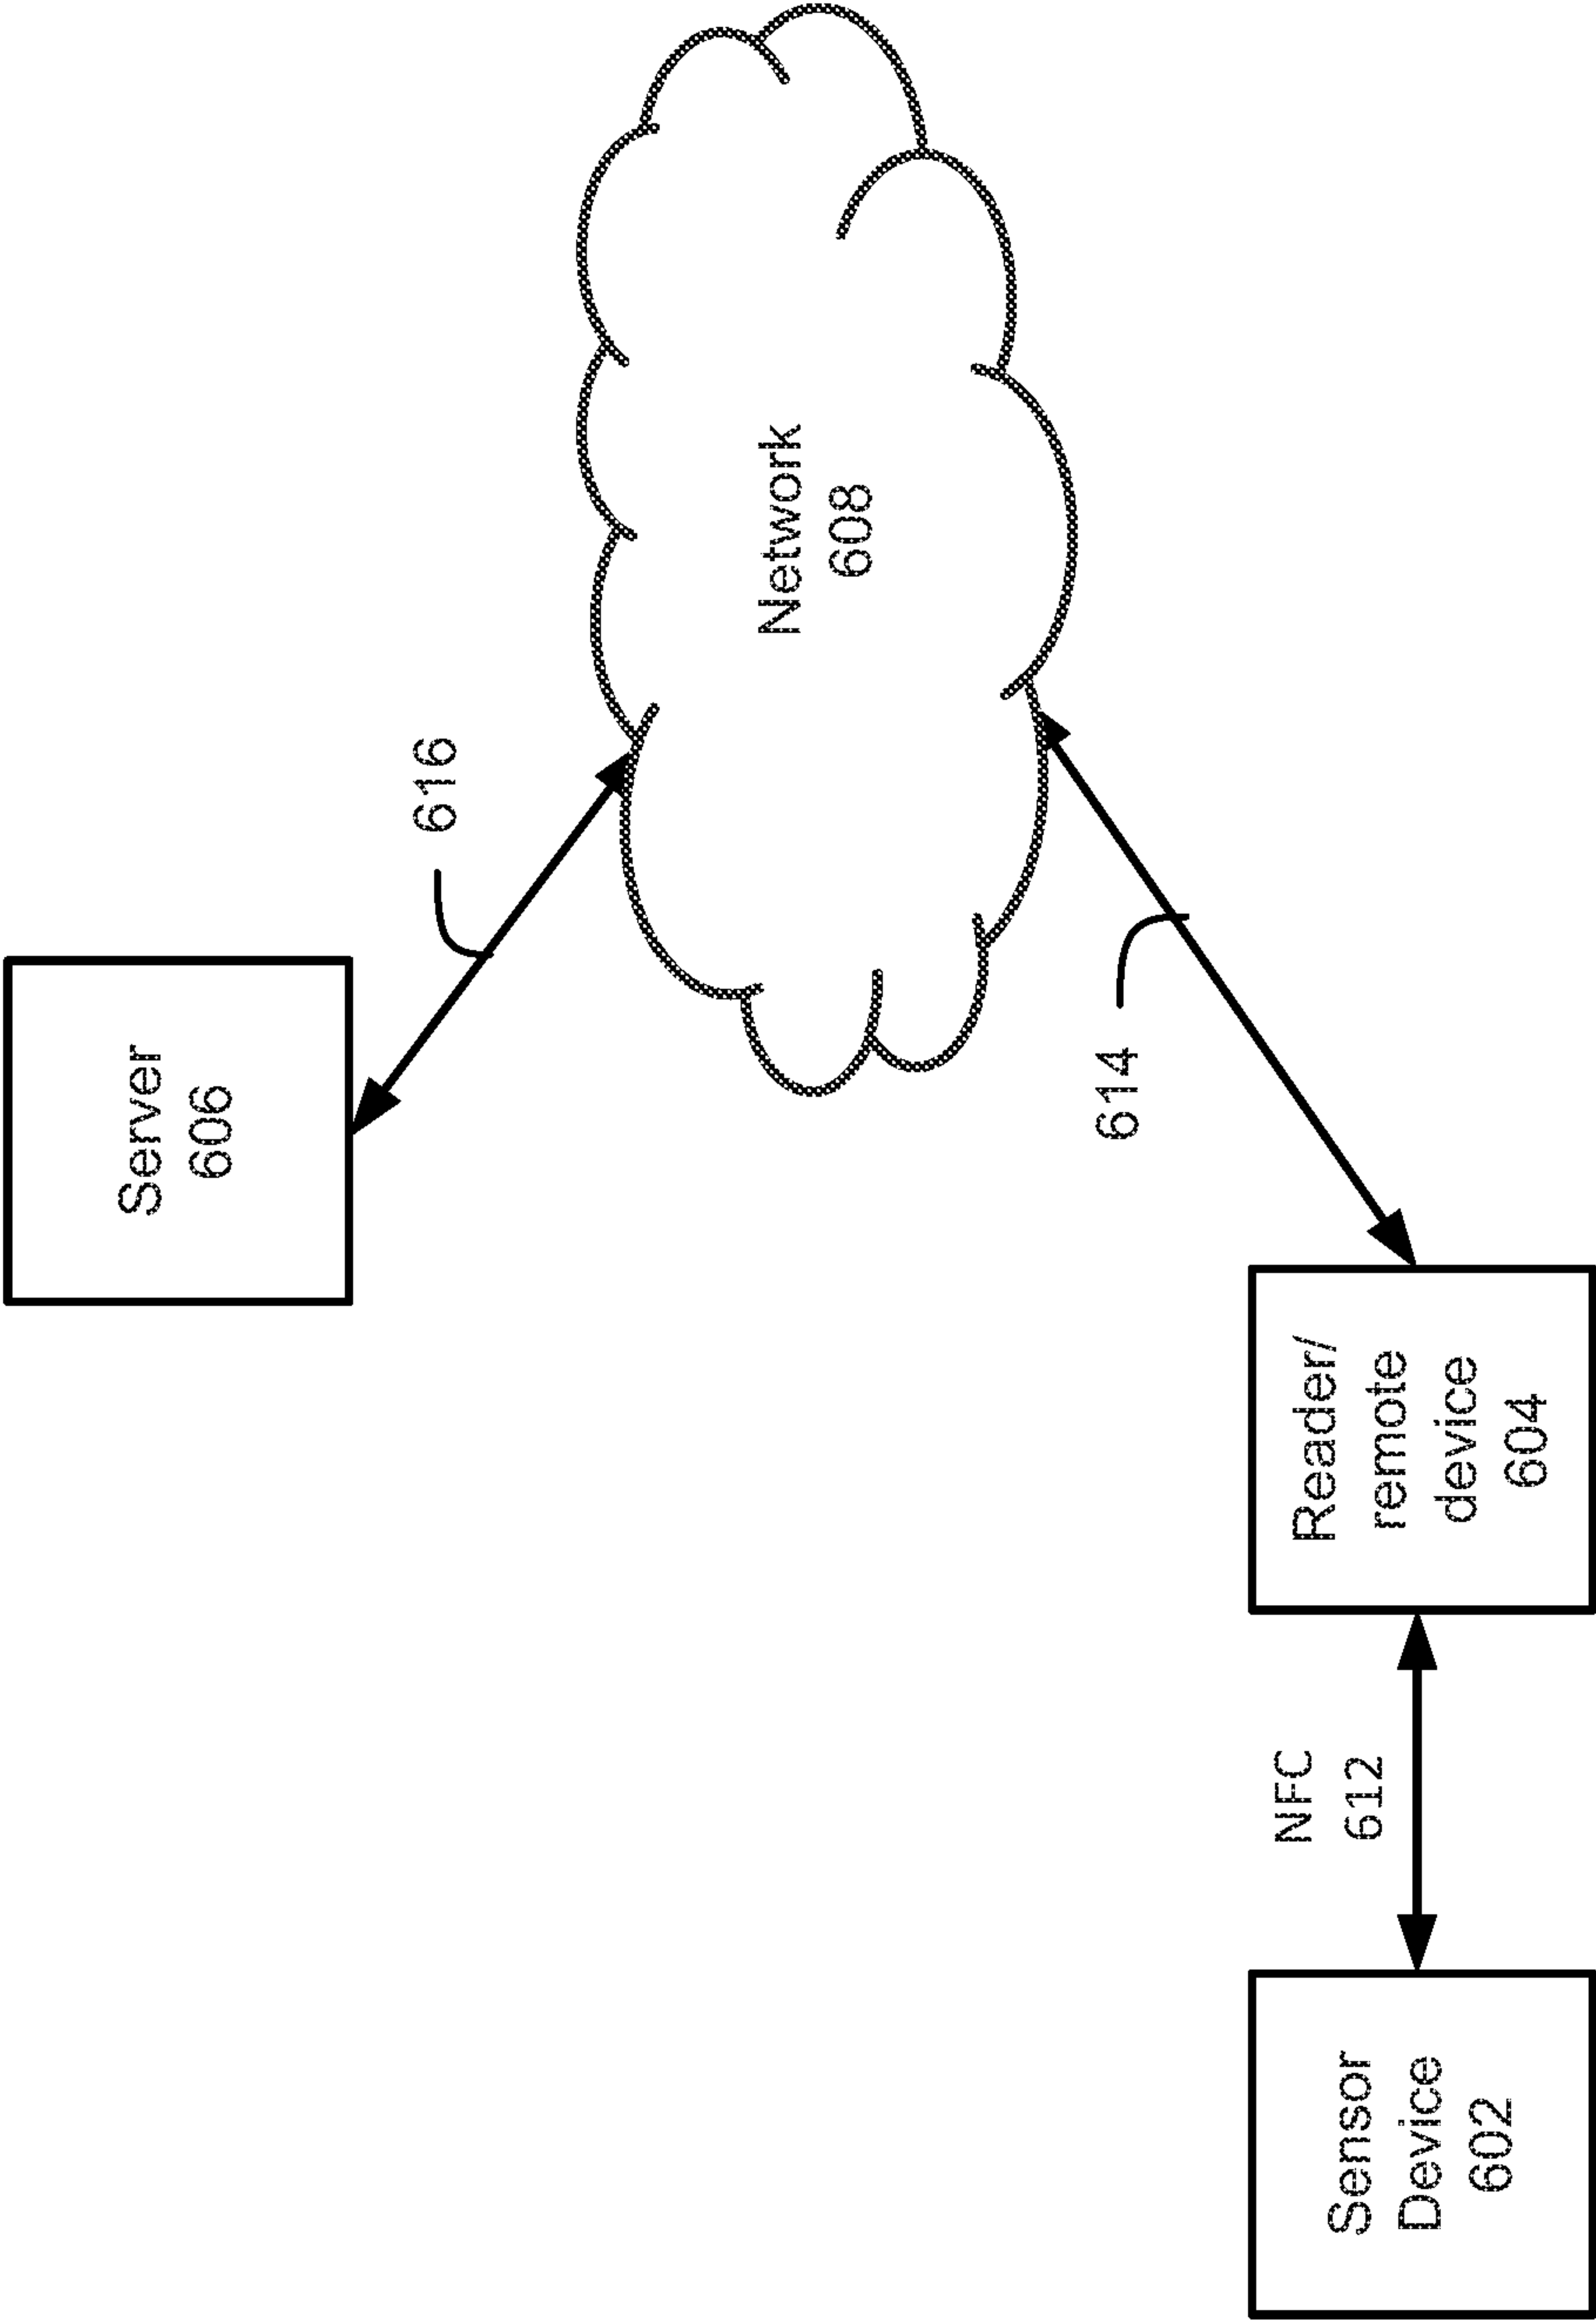 Server
606
616
Network
608
614
Reader/
remote
device
604
NFC
612
Sensor
Device
602